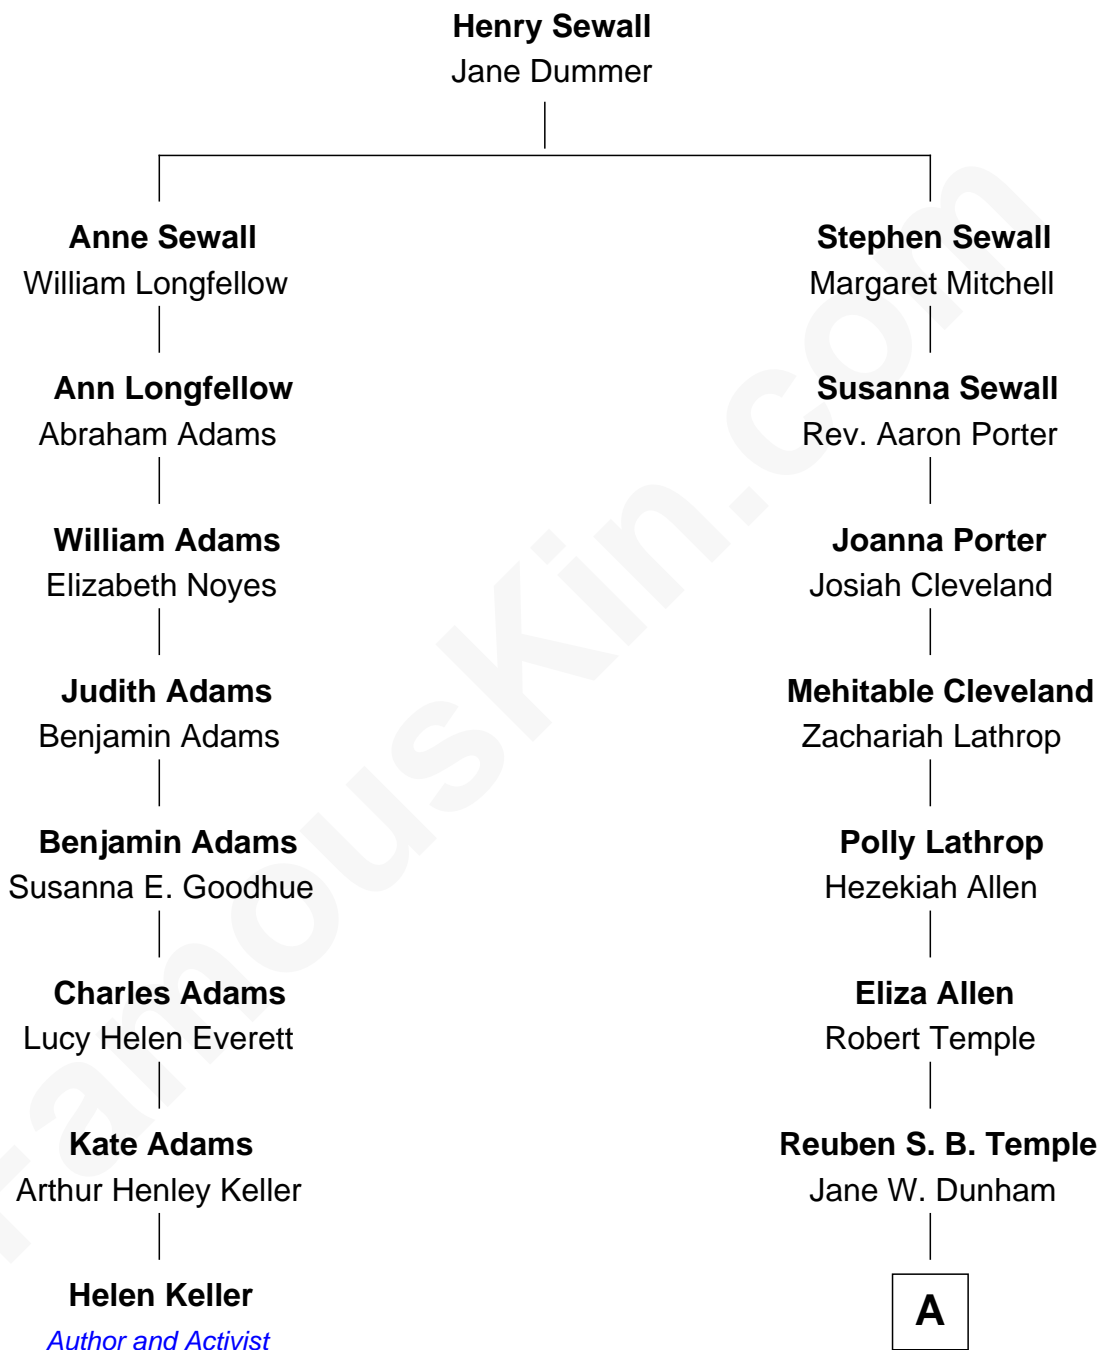 Henry Sewall
Jane Dummer
Anne Sewall
William Longfellow
Stephen Sewall
Margaret Mitchell
Ann Longfellow
Abraham Adams
Susanna Sewall
Rev. Aaron Porter
William Adams
Elizabeth Noyes
Joanna Porter
Josiah Cleveland
Judith Adams
Benjamin Adams
Mehitable Cleveland
Zachariah Lathrop
Benjamin Adams
Susanna E. Goodhue
Polly Lathrop
Hezekiah Allen
Charles Adams
Lucy Helen Everett
Eliza Allen
Robert Temple
Kate Adams
Arthur Henley Keller
Reuben S. B. Temple
Jane W. Dunham
Helen Keller
Author and Activist
A
FamousKin.com